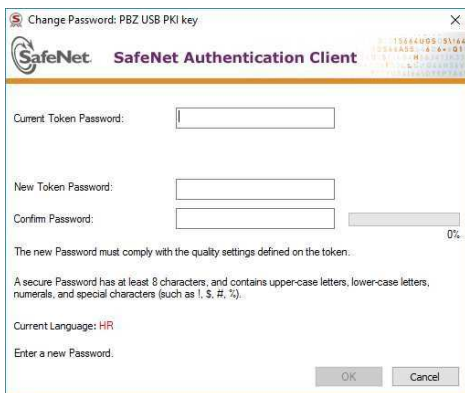 Change Password: PBZ USB PKI key
SafeNet. SafeNet Authentication Client
Current Token Password:
New Token Password:
Confirm Password:
0%
The new Password must comply with the quality settings defined on the token.
A secure Password has at least 8 characters, and contains upper-case letters, lower-case letters,
numerals, and special characters (such as !, $, #, %).
Current Language: HR
Enter a new Password.
OK Cancel